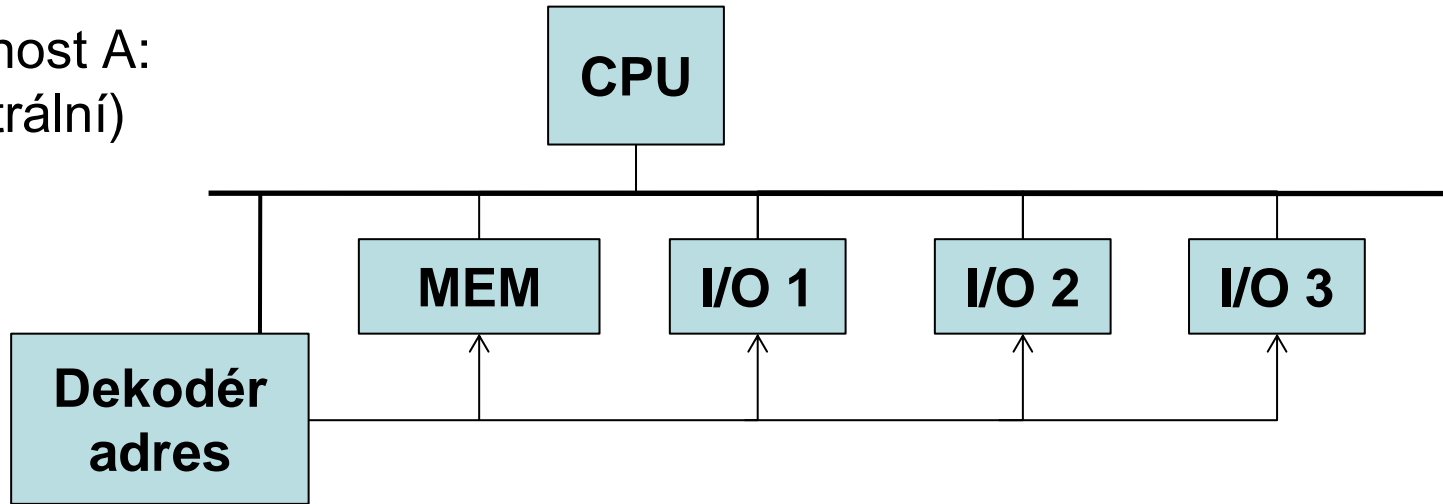 nost A:
trální)
CPU
MEM
I/O 1
I/O 2
I/O 3
Dekodér
adres